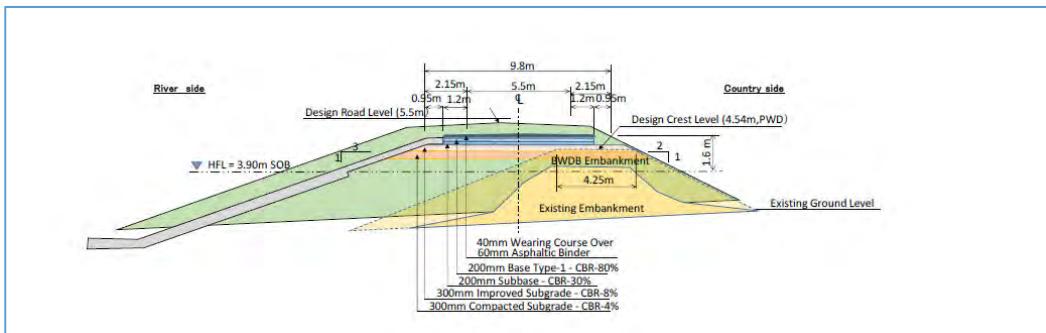 9.8m
2.15m 5.5m 2.15m
River side
Country side
0.95m 1.2m ℄ 1.2m 0.95m
Design Road Level (5.5m)
Design Crest Level (4.54m,PWD)
3
1
2
1
1.6 m
HFL = 3.90m SOB
BWDB Embankment
4.25m
Existing Embankment
Existing Ground Level
40mm Wearing Course Over
60mm Asphaltic Binder
200mm Base Type-1 - CBR-80%
200mm Subbase - CBR-30%
300mm Improved Subgrade - CBR-8%
300mm Compacted Subgrade - CBR-4%